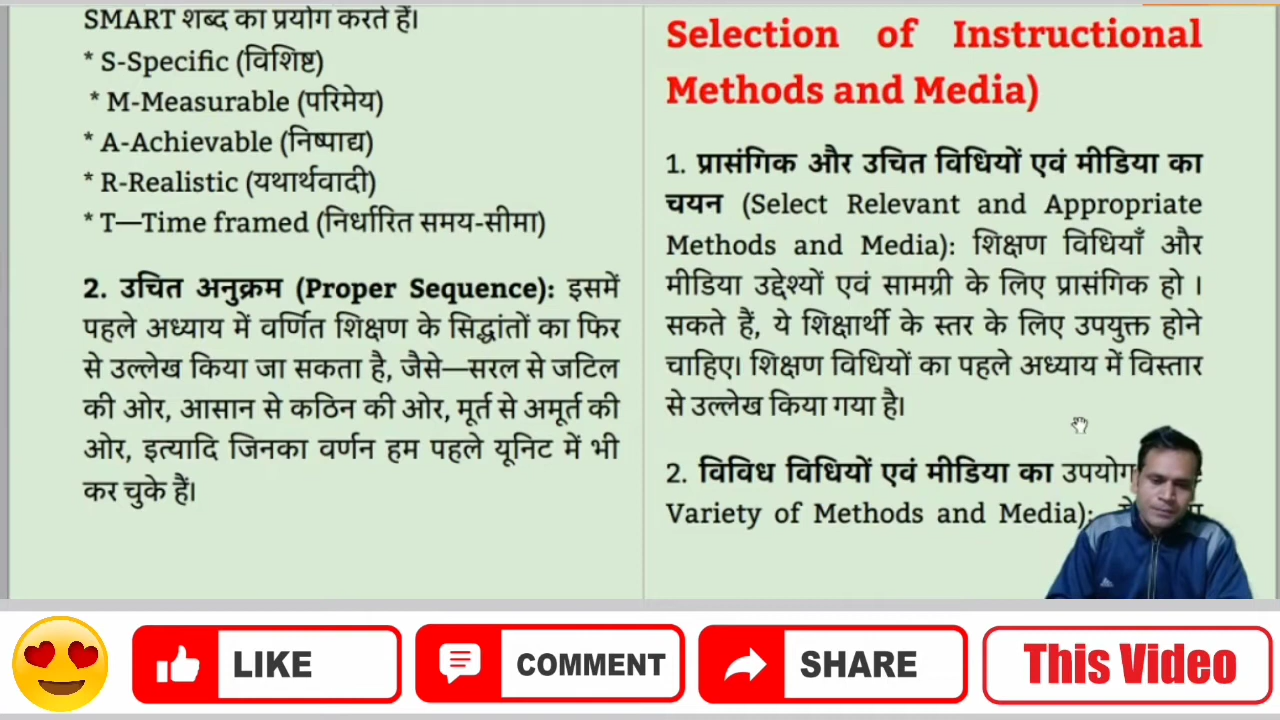 SMART शब्द का प्रयोग करते हैं।
* S-Specific (विशिष्ट)
* M-Measurable (परिमेय)
* A-Achievable (निष्पाद्य)
* R-Realistic (यथार्थवादी)
* T—Time framed (निर्धारित समय-सीमा)
2. उचित अनुक्रम (Proper Sequence): इसमें
पहले अध्याय में वर्णित शिक्षण के सिद्धांतों का फिर
से उल्लेख किया जा सकता है, जैसे—सरल से जटिल
की ओर, आसान से कठिन की ओर, मूर्त से अमूर्त की
ओर, इत्यादि जिनका वर्णन हम पहले यूनिट में भी
कर चुके हैं।
Selection of Instructional
Methods and Media)
1. प्रासंगिक और उचित विधियों एवं मीडिया का
चयन (Select Relevant and Appropriate
Methods and Media): शिक्षण विधियाँ और
मीडिया उद्देश्यों एवं सामग्री के लिए प्रासंगिक हो ।
सकते हैं, ये शिक्षार्थी के स्तर के लिए उपयुक्त होने
चाहिए। शिक्षण विधियों का पहले अध्याय में विस्तार
से उल्लेख किया गया है।
2. विविध विधियों एवं मीडिया का उपयोग
Variety of Methods and Media):
LIKE
COMMENT
SHARE
This Video